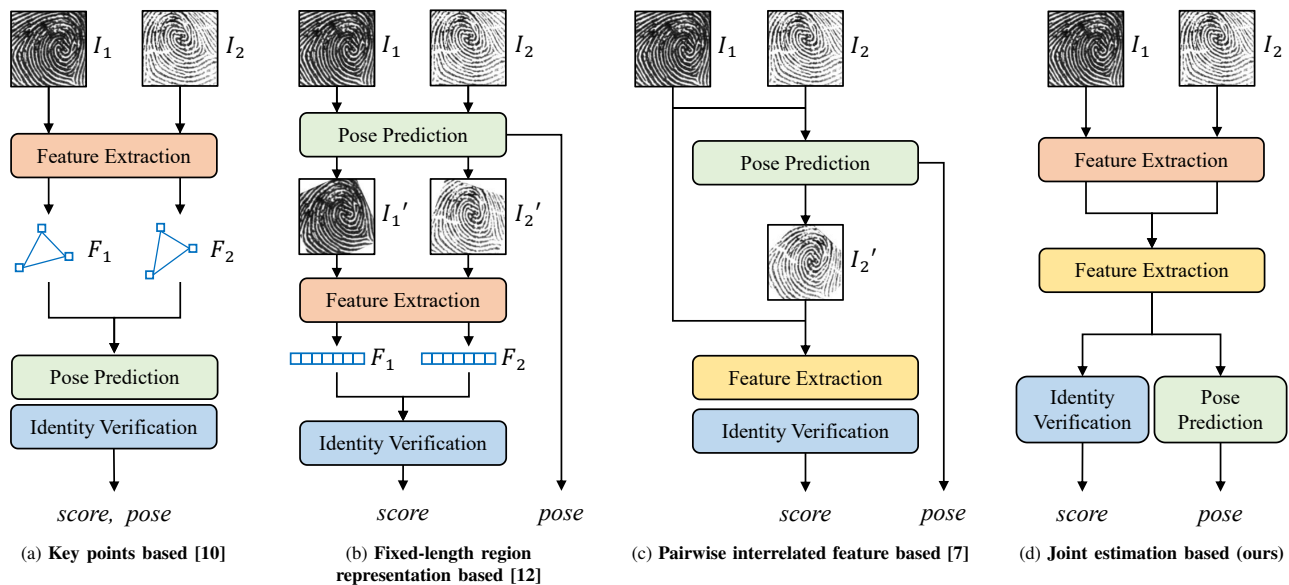 I₁
I₂
Feature Extraction
F₁
F₂
Pose Prediction
Identity Verification
score, pose
(a) Key points based [10]
I₁
I₂
Pose Prediction
I₁′
I₂′
Feature Extraction
F₁
F₂
Identity Verification
score
pose
(b) Fixed-length region
representation based [12]
I₁
I₂
Pose Prediction
I₂′
Feature Extraction
Identity Verification
score
pose
(c) Pairwise interrelated feature based [7]
I₁
I₂
Feature Extraction
Feature Extraction
Identity
Verification
Pose
Prediction
score
pose
(d) Joint estimation based (ours)